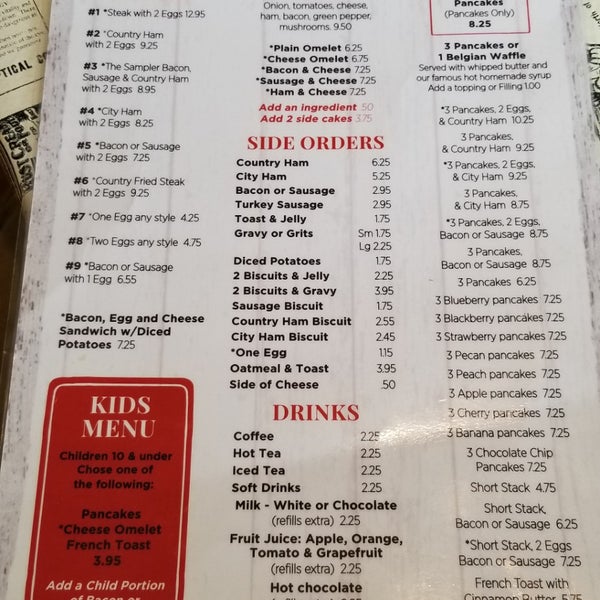 #1 *Steak with 2 Eggs 12.95
#2 *Country Ham
with 2 Eggs 9.25
#3 *The Sampler Bacon,
Sausage & Country Ham
with 2 Eggs 8.95
#4 *City Ham
with 2 Eggs 8.25
#5 *Bacon or Sausage
with 2 Eggs 7.25
#6 *Country Fried Steak
with 2 Eggs 9.25
#7 *One Egg any style 4.25
#8 *Two Eggs any style 4.75
#9 *Bacon or Sausage
with 1 Egg 6.55
*Bacon, Egg and Cheese
Sandwich w/Diced
Potatoes 7.25
KIDS
MENU
Children 10 & under
Chose one of
the following:
Pancakes
*Cheese Omelet
French Toast
3.95
Add a Child Portion
of Bacon or
Onion, tomatoes, cheese,
ham, bacon, green pepper,
mushrooms. 9.50
*Plain Omelet 6.25
*Cheese Omelet 6.75
*Bacon & Cheese 7.25
*Sausage & Cheese 7.25
*Ham & Cheese 7.25
Add an ingredient .50
Add 2 side cakes 3.75
SIDE ORDERS
Country Ham 6.25
City Ham 5.25
Bacon or Sausage 2.95
Turkey Sausage 2.95
Toast & Jelly 1.75
Gravy or Grits Sm 1.75
Lg 2.25
Diced Potatoes 1.75
2 Biscuits & Jelly 2.25
2 Biscuits & Gravy 3.95
Sausage Biscuit 1.75
Country Ham Biscuit 2.55
City Ham Biscuit 2.45
*One Egg 1.15
Oatmeal & Toast 3.95
Side of Cheese .50
DRINKS
Coffee 2.25
Hot Tea 2.25
Iced Tea 2.25
Soft Drinks 2.25
Milk - White or Chocolate
(refills extra) 2.25
Fruit Juice: Apple, Orange,
Tomato & Grapefruit
(refills extra) 2.25
Hot chocolate
Pancakes
(Pancakes Only)
8.25
3 Pancakes or
1 Belgian Waffle
Served with whipped butter and
our famous hot homemade syrup
Add a topping or Filling 1.00
*3 Pancakes, 2 Eggs,
& Country Ham 10.25
3 Pancakes,
& Country Ham 9.25
*3 Pancakes, 2 Eggs,
& City Ham 9.25
3 Pancakes,
& City Ham 8.75
*3 Pancakes, 2 Eggs,
Bacon or Sausage 8.75
3 Pancakes,
Bacon or Sausage 8.75
3 Pancakes 6.25
3 Blueberry pancakes 7.25
3 Blackberry pancakes 7.25
3 Strawberry pancakes 7.25
3 Pecan pancakes 7.25
3 Peach pancakes 7.25
3 Apple pancakes 7.25
3 Cherry pancakes 7.25
3 Banana pancakes 7.25
3 Chocolate Chip
Pancakes 7.25
Short Stack 4.75
Short Stack,
Bacon or Sausage 6.25
*Short Stack, 2 Eggs
Bacon or Sausage 7.25
French Toast with
Cinnamon Butter 5.75